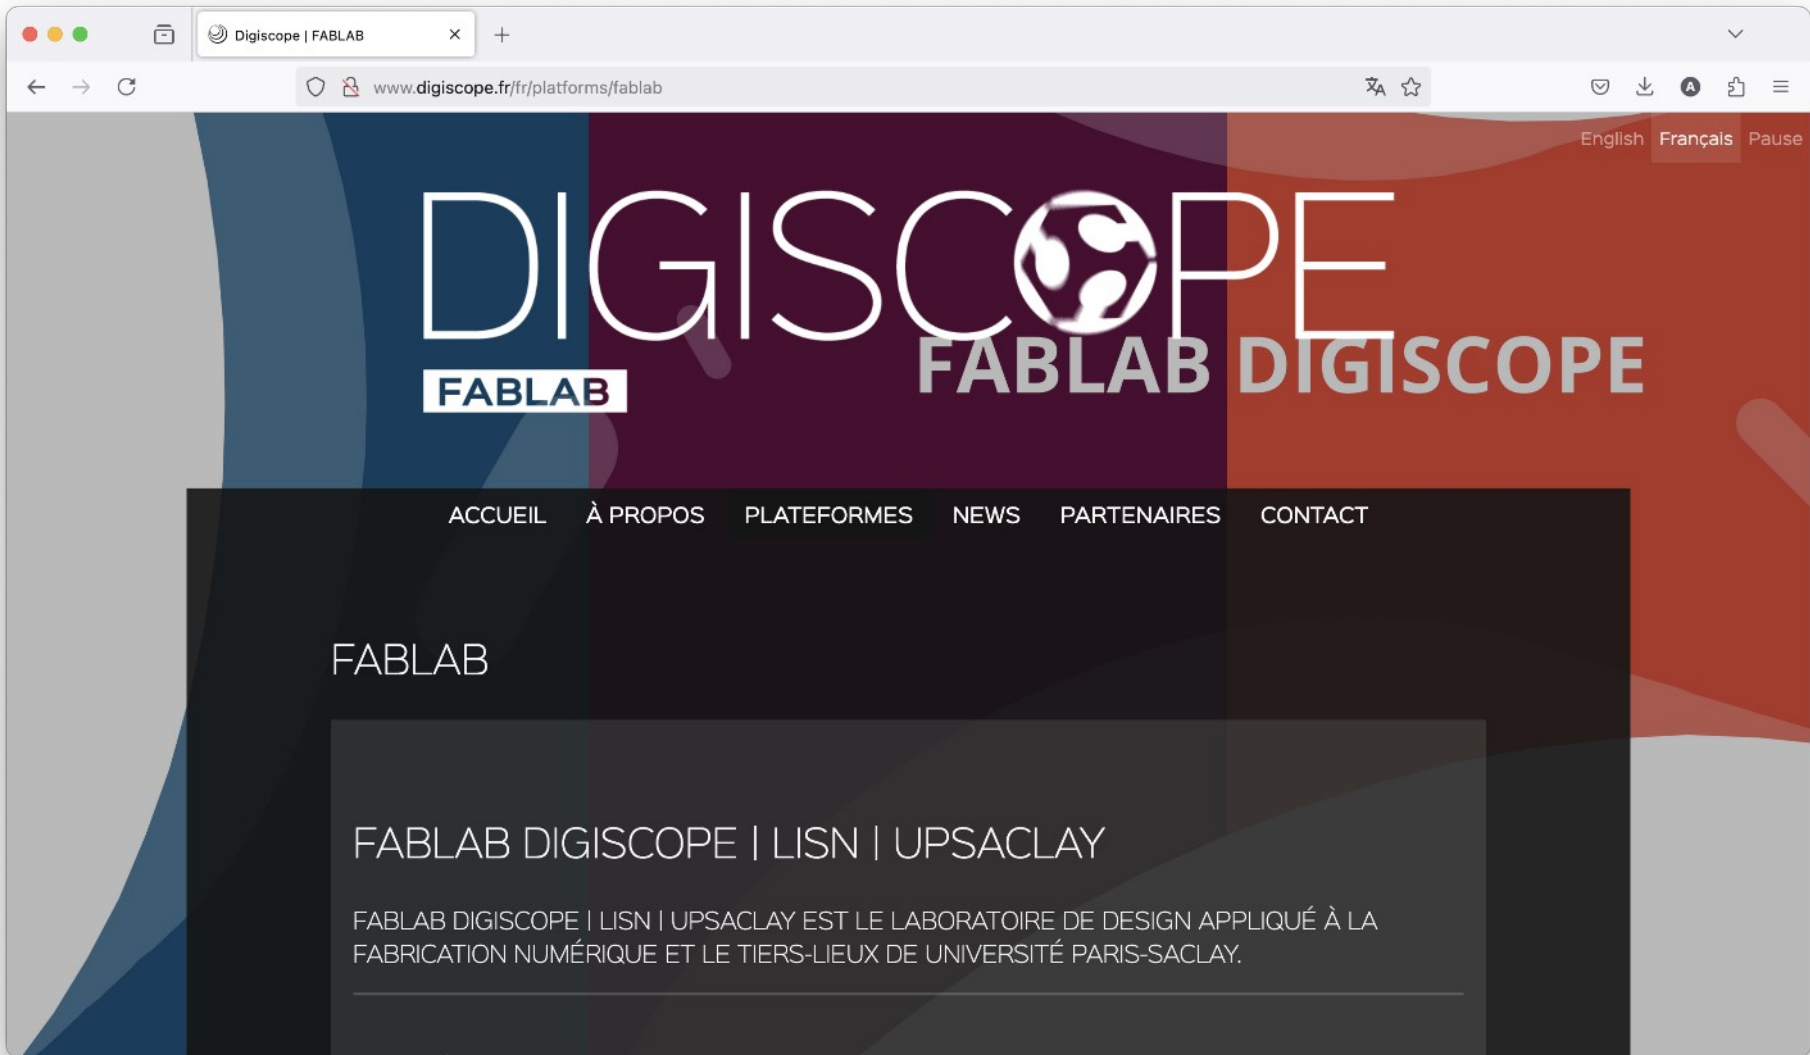 Digiscope | FABLAB
www.digiscope.fr/fr/platforms/fablab
English Français Pause
DIGISCOPE
FABLAB DIGISCOPE
FABLAB
ACCUEIL À PROPOS PLATEFORMES NEWS PARTENAIRES CONTACT
FABLAB
FABLAB DIGISCOPE | LISN | UPSACLAY
FABLAB DIGISCOPE | LISN | UPSACLAY EST LE LABORATOIRE DE DESIGN APPLIQUÉ À LA
FABRICATION NUMÉRIQUE ET LE TIERS-LIEUX DE UNIVERSITÉ PARIS-SACLAY.